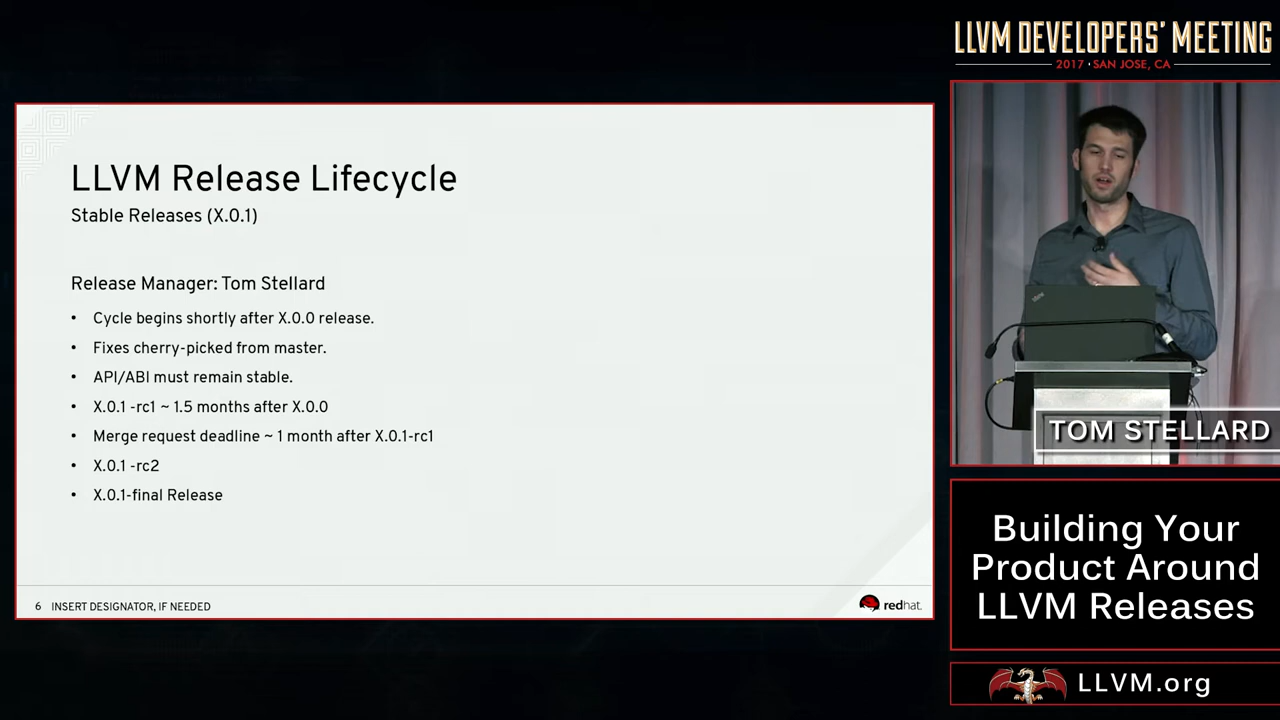 LLVM DEVELOPERS' MEETING
2017 · SAN JOSE, CA
LLVM Release Lifecycle
Stable Releases (X.0.1)
Release Manager: Tom Stellard
• Cycle begins shortly after X.0.0 release.
• Fixes cherry-picked from master.
• API/ABI must remain stable.
• X.0.1 -rc1 ~ 1.5 months after X.0.0
• Merge request deadline ~ 1 month after X.0.1-rc1
• X.0.1 -rc2
• X.0.1-final Release
6 INSERT DESIGNATOR, IF NEEDED
redhat.
TOM STELLARD
Building Your
Product Around
LLVM Releases
LLVM.org